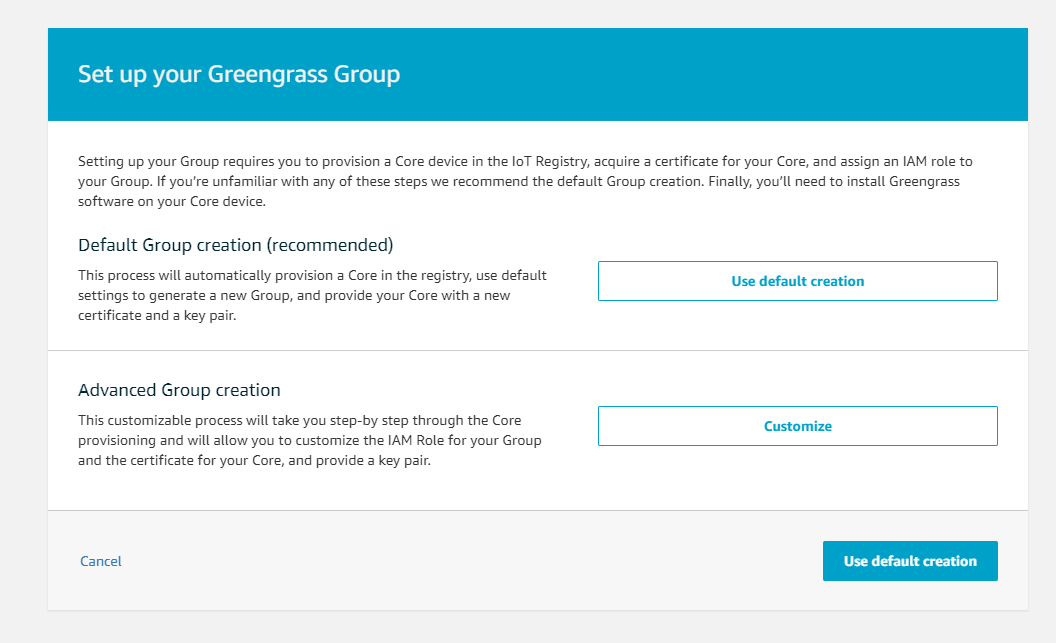 Set up your Greengrass Group
Setting up your Group requires you to provision a Core device in the IoT Registry, acquire a certificate for your Core, and assign an IAM role to
your Group. If you’re unfamiliar with any of these steps we recommend the default Group creation. Finally, you’ll need to install Greengrass
software on your Core device.
Default Group creation (recommended)
This process will automatically provision a Core in the registry, use default
settings to generate a new Group, and provide your Core with a new
certificate and a key pair.
Use default creation
Advanced Group creation
This customizable process will take you step-by step through the Core
provisioning and will allow you to customize the IAM Role for your Group
and the certificate for your Core, and provide a key pair.
Customize
Cancel
Use default creation